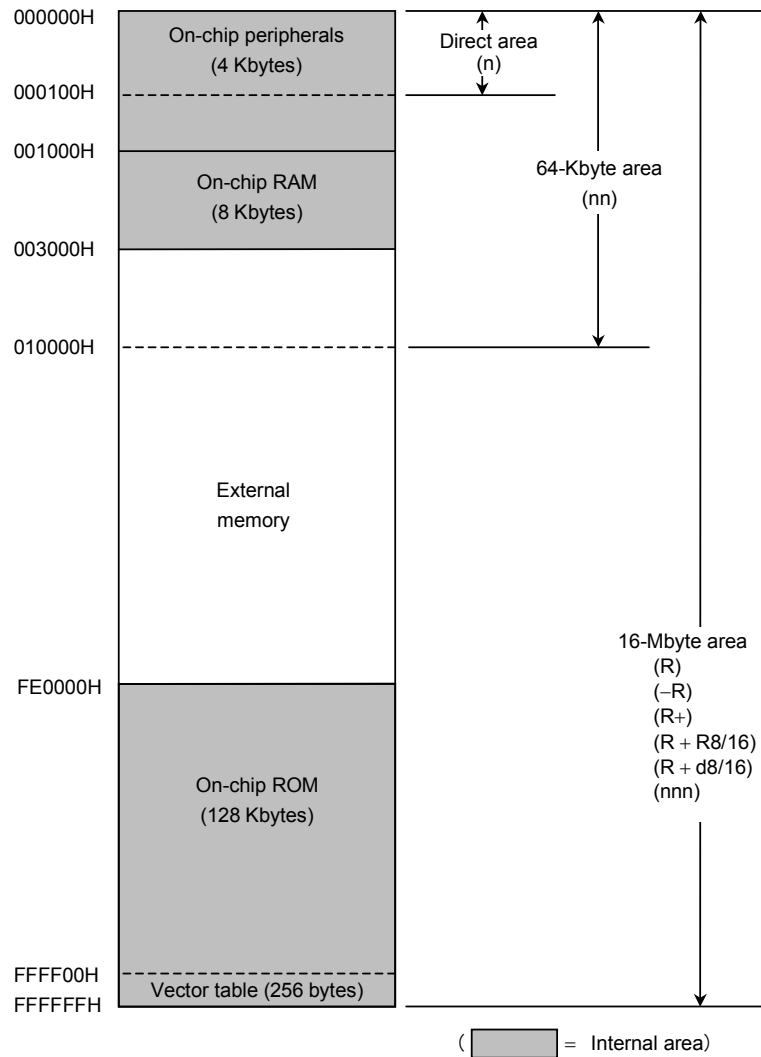 000000H
On-chip peripherals
(4 Kbytes)
Direct area
(n)
000100H
001000H
On-chip RAM
(8 Kbytes)
64-Kbyte area
(nn)
003000H
010000H
External
memory
16-Mbyte area
(R)
(−R)
(R+)
(R + R8/16)
(R + d8/16)
(nnn)
FE0000H
On-chip ROM
(128 Kbytes)
FFFF00H
Vector table (256 bytes)
FFFFFFH
( = Internal area)